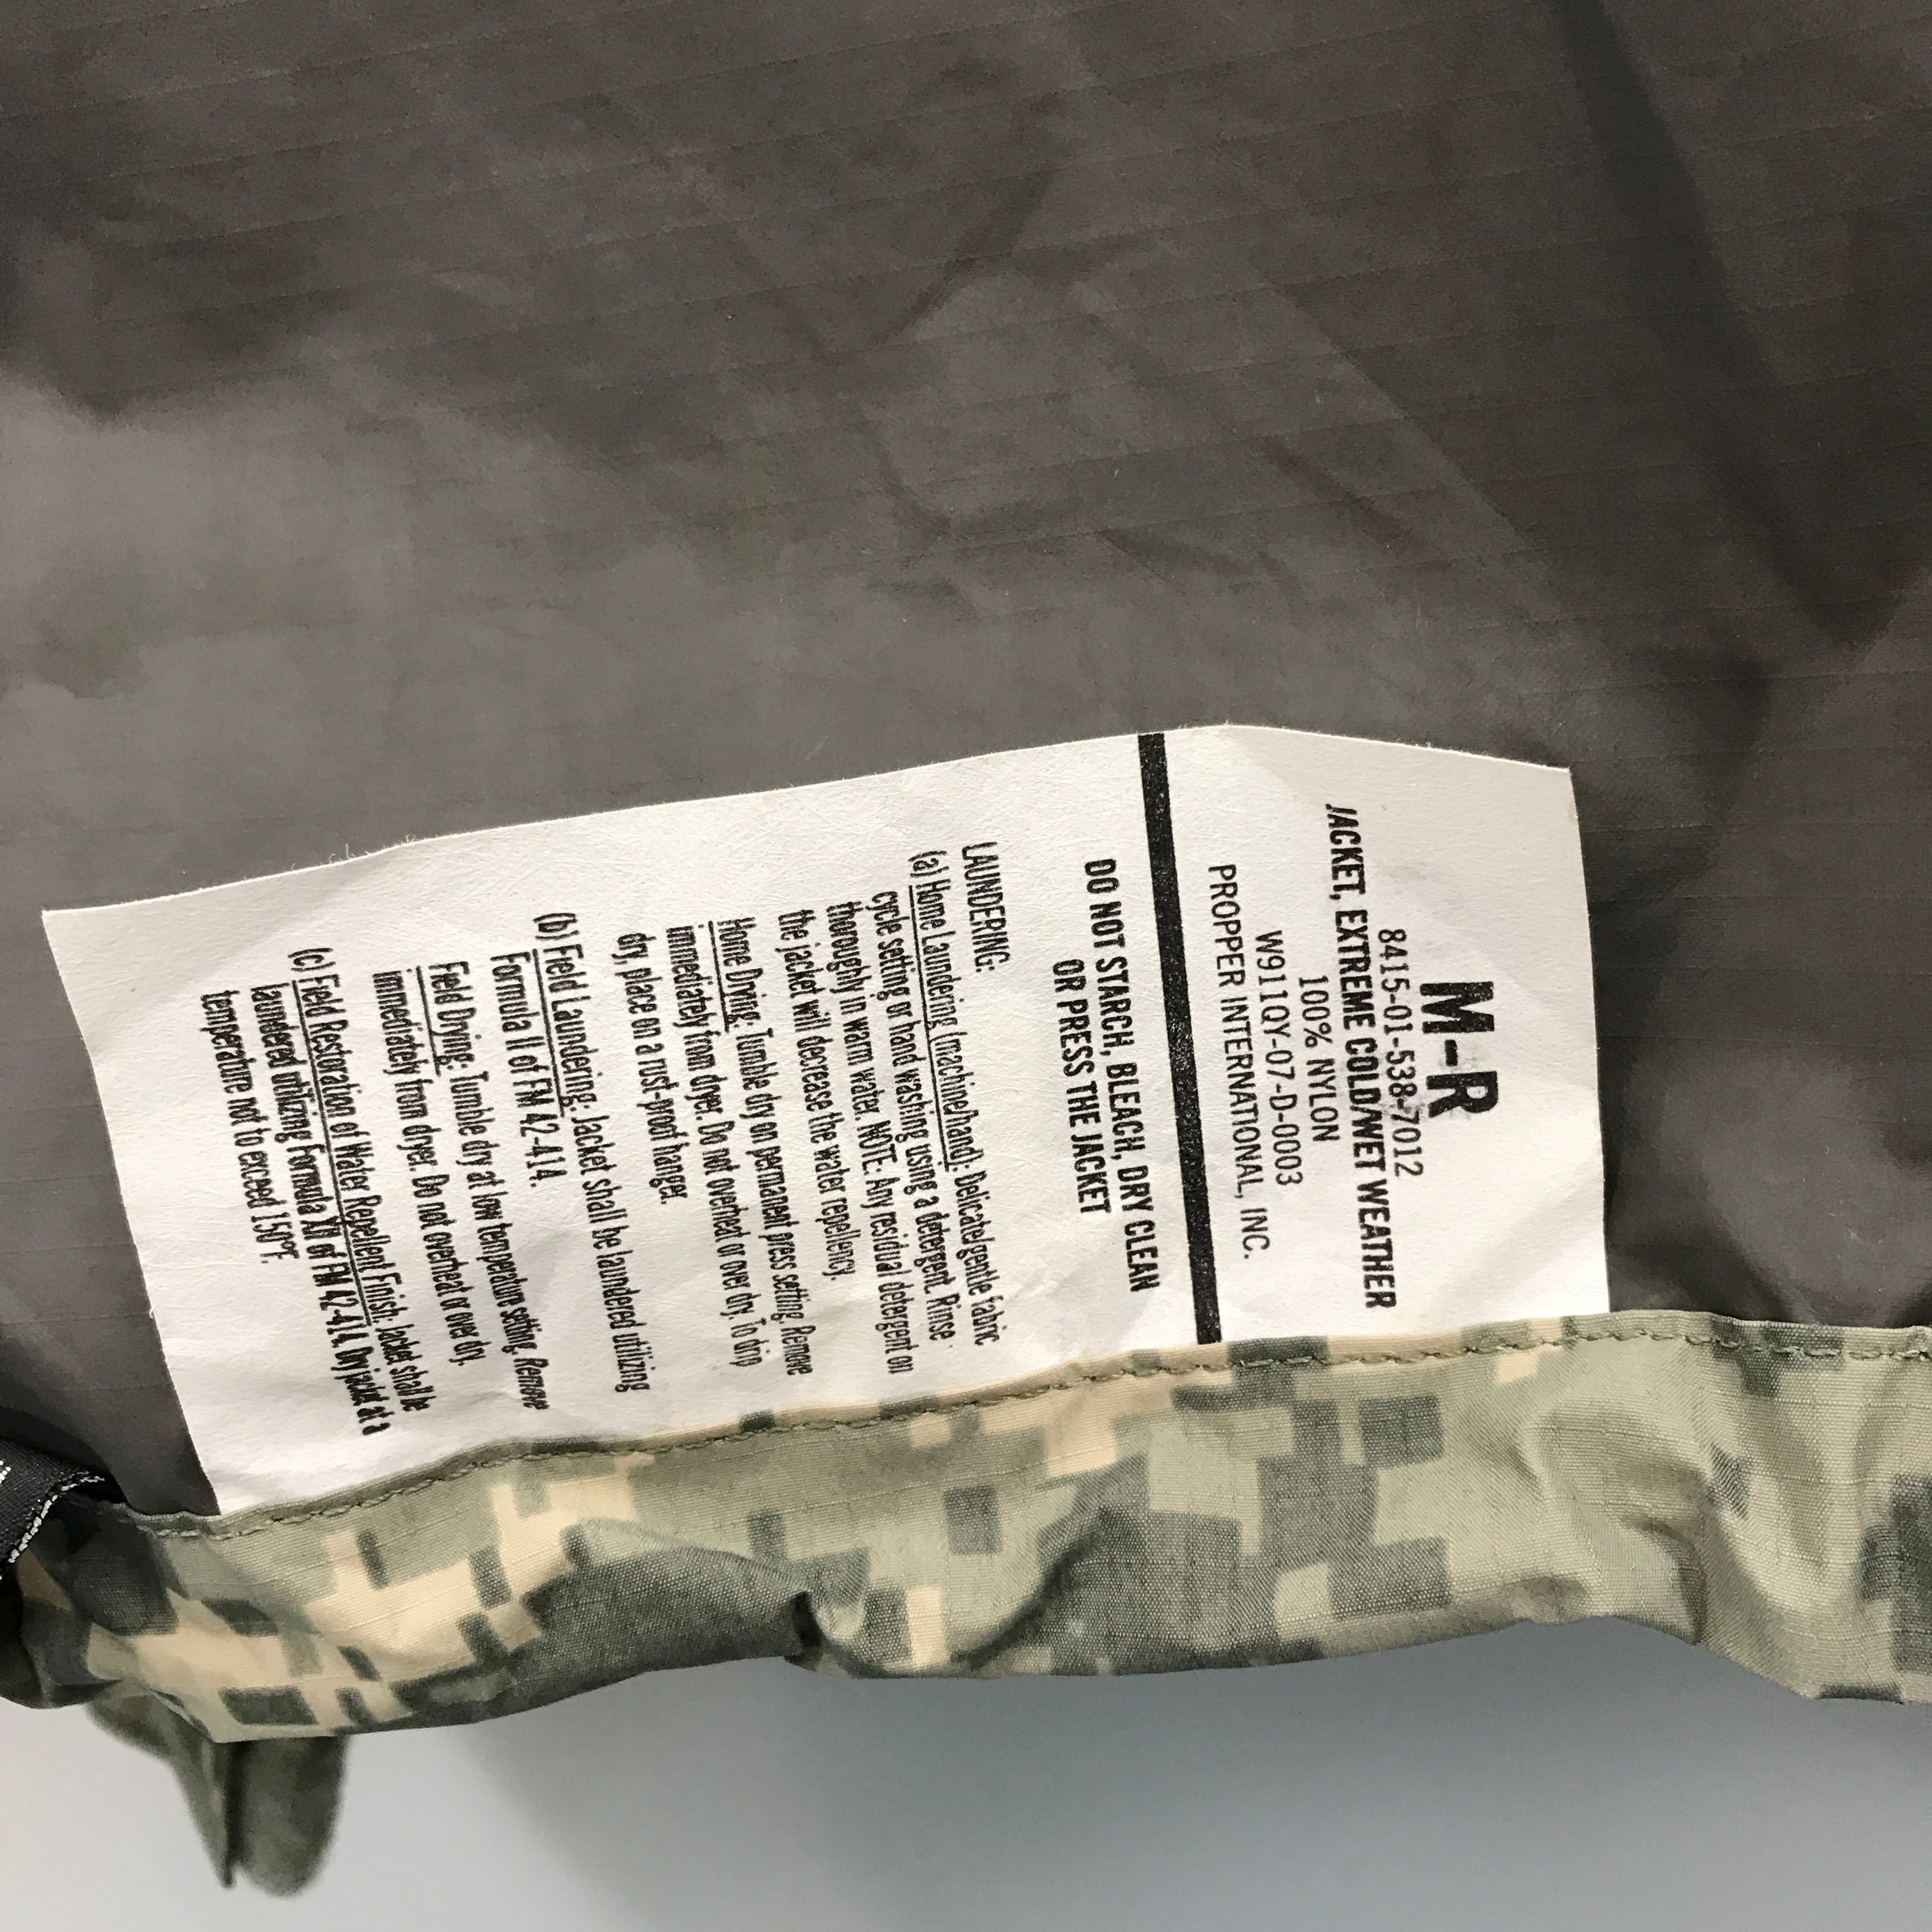 M-R
8415-01-538-7012
JACKET, EXTREME COLD/WET WEATHER
100% NYLON
W911QY-07-D-0003
PROPPER INTERNATIONAL, INC.
DO NOT STARCH, BLEACH, DRY CLEAN
OR PRESS THE JACKET
LAUNDERING:
(a) Home Laundering (machine/hand): Delicate/gentle fabric
cycle setting or hand washing using a detergent. Rinse
thoroughly in warm water. NOTE: Any residual detergent on
the jacket will decrease the water repellency.
Home Drying: Tumble dry on permanent press setting. Remove
immediately from dryer. Do not overheat or over dry. To drip
dry, place on a rust-proof hanger.
(b) Field Laundering: Jacket shall be laundered utilizing
Formula II of FM 42-414.
Field Drying: Tumble dry at low temperature setting. Remove
immediately from dryer. Do not overheat or over dry.
(c) Field Restoration of Water Repellent Finish: Jacket shall be
laundered utilizing Formula XII of FM 42-414. Dry jacket at a
temperature not to exceed 150°F.